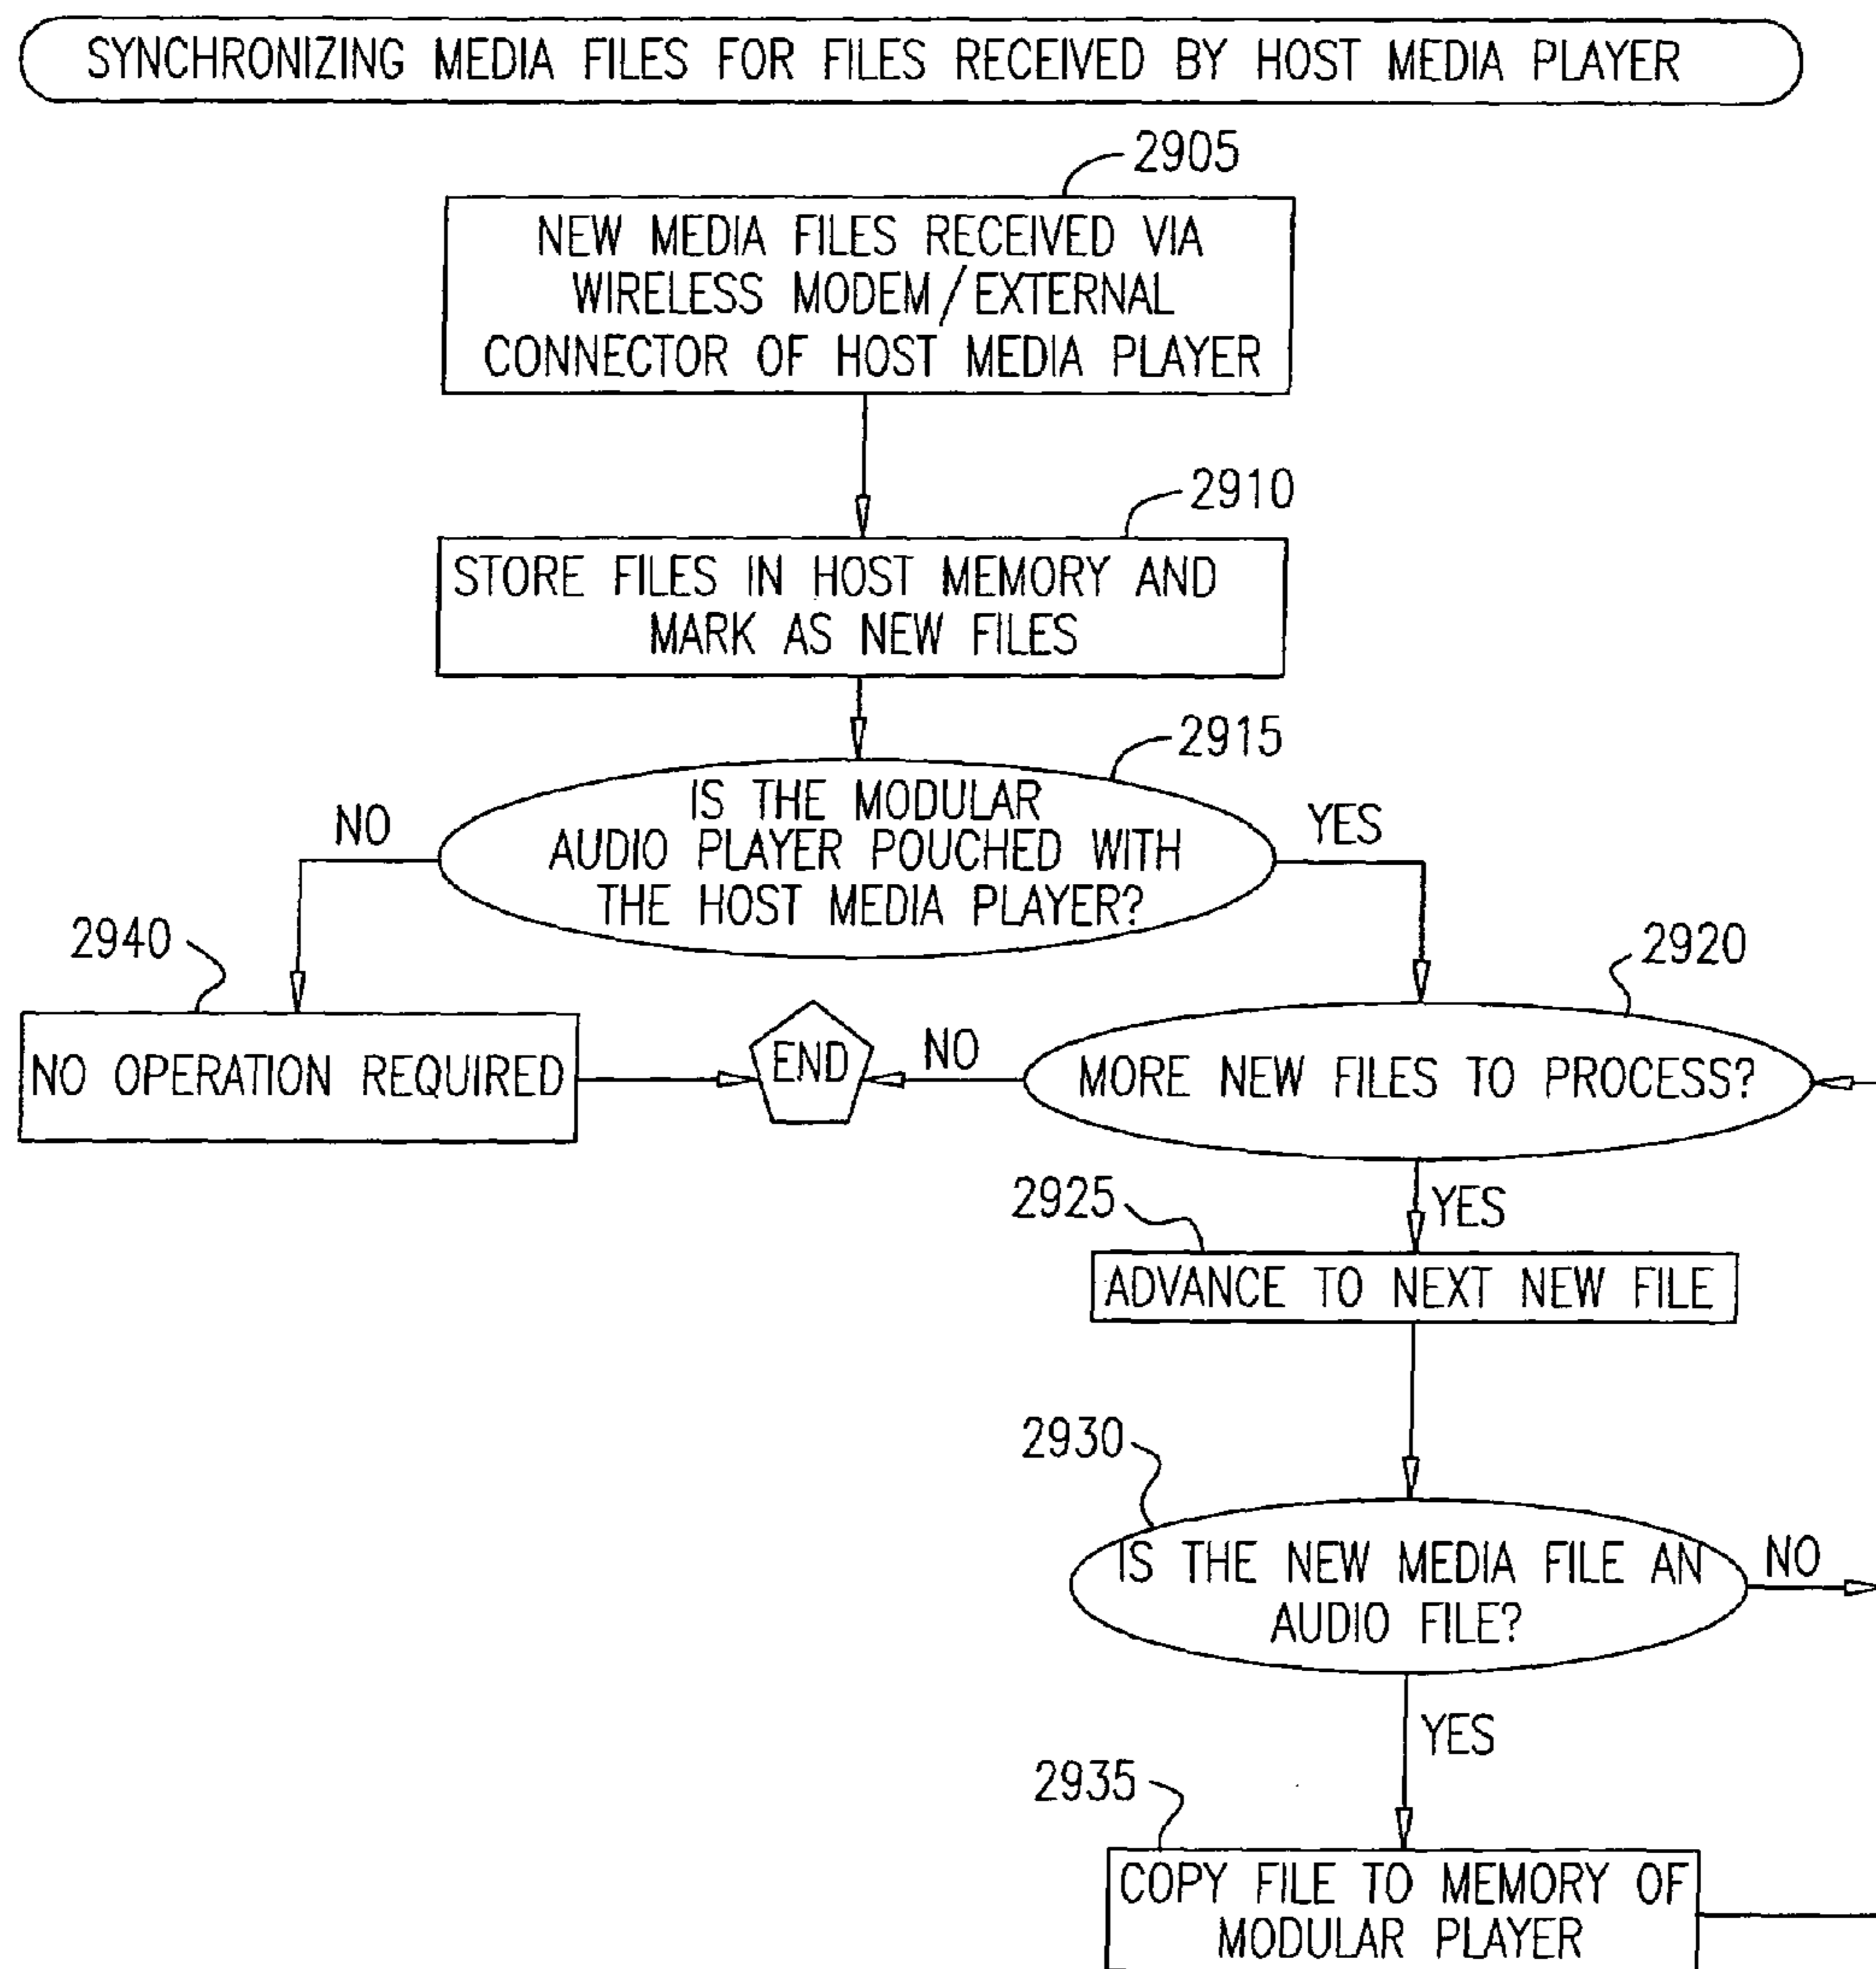 SYNCHRONIZING MEDIA FILES FOR FILES RECEIVED BY HOST MEDIA PLAYER
2905
NEW MEDIA FILES RECEIVED VIA
WIRELESS MODEM/EXTERNAL
CONNECTOR OF HOST MEDIA PLAYER
2910
STORE FILES IN HOST MEMORY AND
MARK AS NEW FILES
2915
IS THE MODULAR
AUDIO PLAYER POUCHED WITH
THE HOST MEDIA PLAYER?
NO
YES
2940
2920
NO OPERATION REQUIRED
END
NO
MORE NEW FILES TO PROCESS?
YES
2925
ADVANCE TO NEXT NEW FILE
2930
IS THE NEW MEDIA FILE AN
AUDIO FILE?
NO
YES
2935
COPY FILE TO MEMORY OF
MODULAR PLAYER